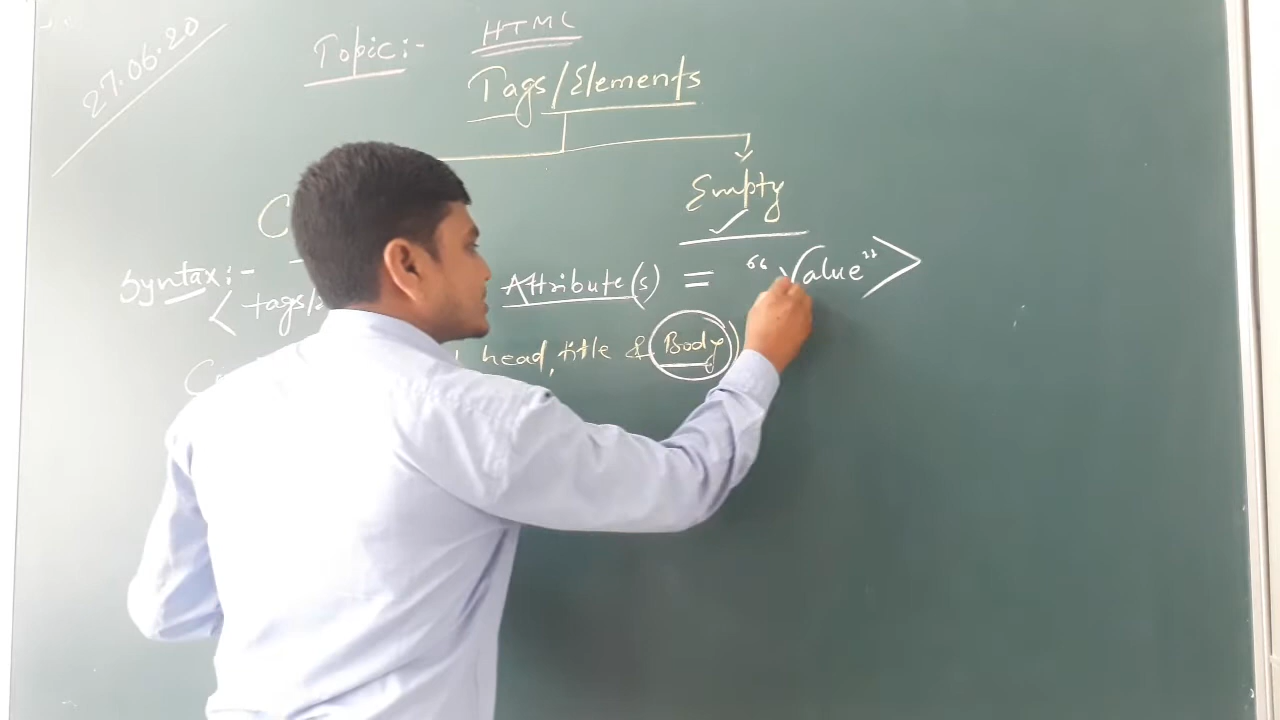 27.06.20
Topic:- HTML
Tags/Elements
Empty
Syntax:-
< tags/ Attribute(s) = “Value”>
head, title & Body)